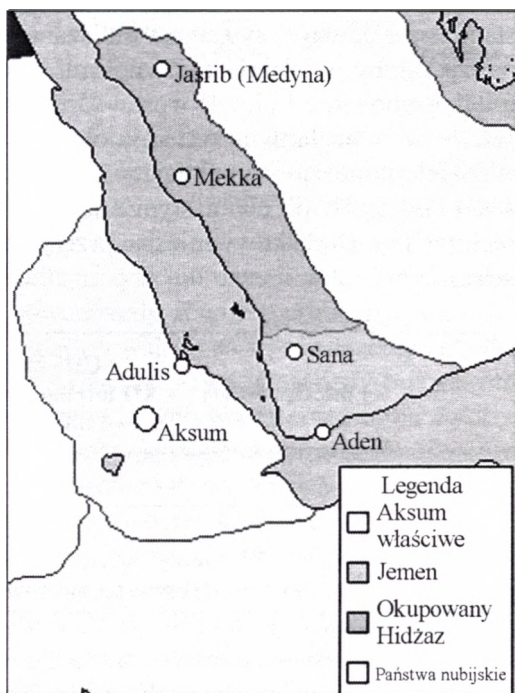 Jasrib (Medyna)
Mekka
Sana
Adulis
Aksum
Aden
Legenda
Aksum
właściwe
Jemen
Okupowany
Hidżaz
Państwa nubijskie